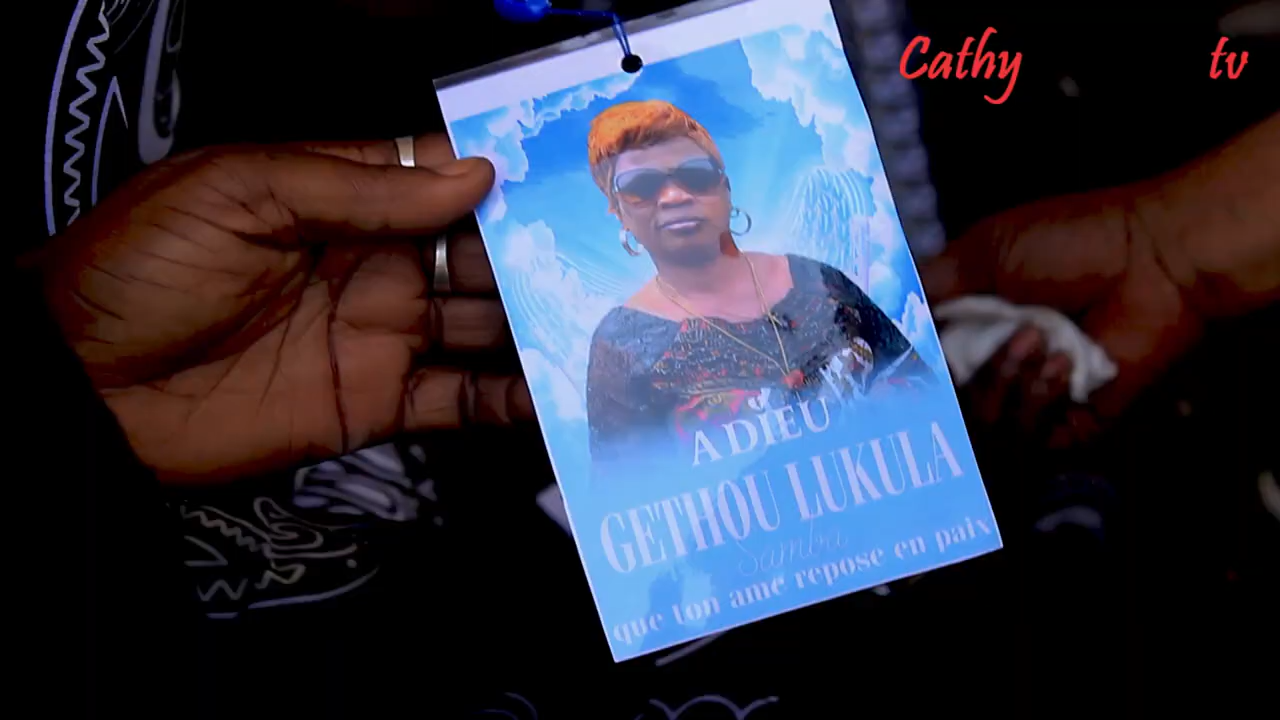 Cathy tv
ADIEU
GETHOU LUKULA
Samba
que ton ame repose en paix